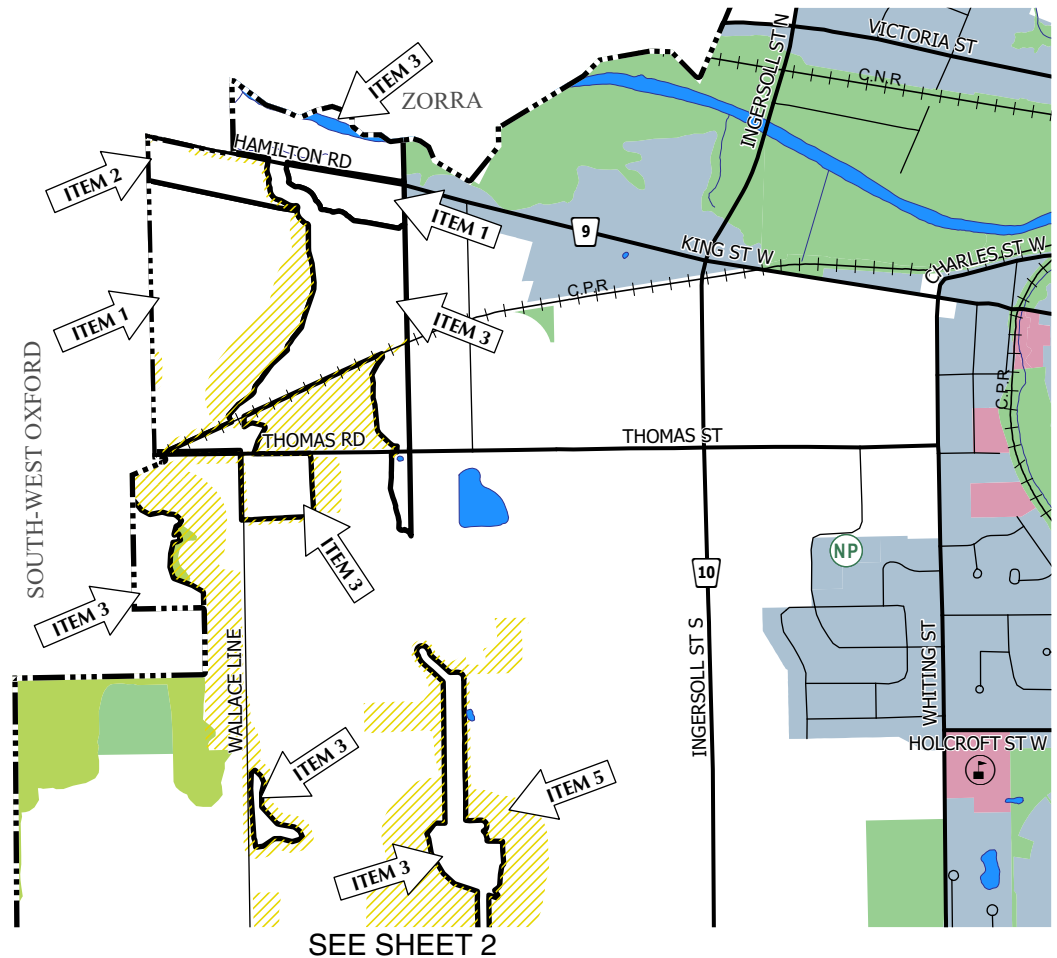 VICTORIA ST
INGERSOLL ST N
C.N.R
ITEM 3
ZORRA
HAMILTON RD
ITEM 2
ITEM 1
9
KING ST W
CHARLES ST W
C.P.R
ITEM 1
ITEM 3
SOUTH-WEST OXFORD
C.P.R
THOMAS RD
THOMAS ST
ITEM 3
NP
10
ITEM 3
WALLACE LINE
INGERSOLL ST S
WHITING ST
HOLCROFT ST W
ITEM 3
ITEM 5
ITEM 3
SEE SHEET 2